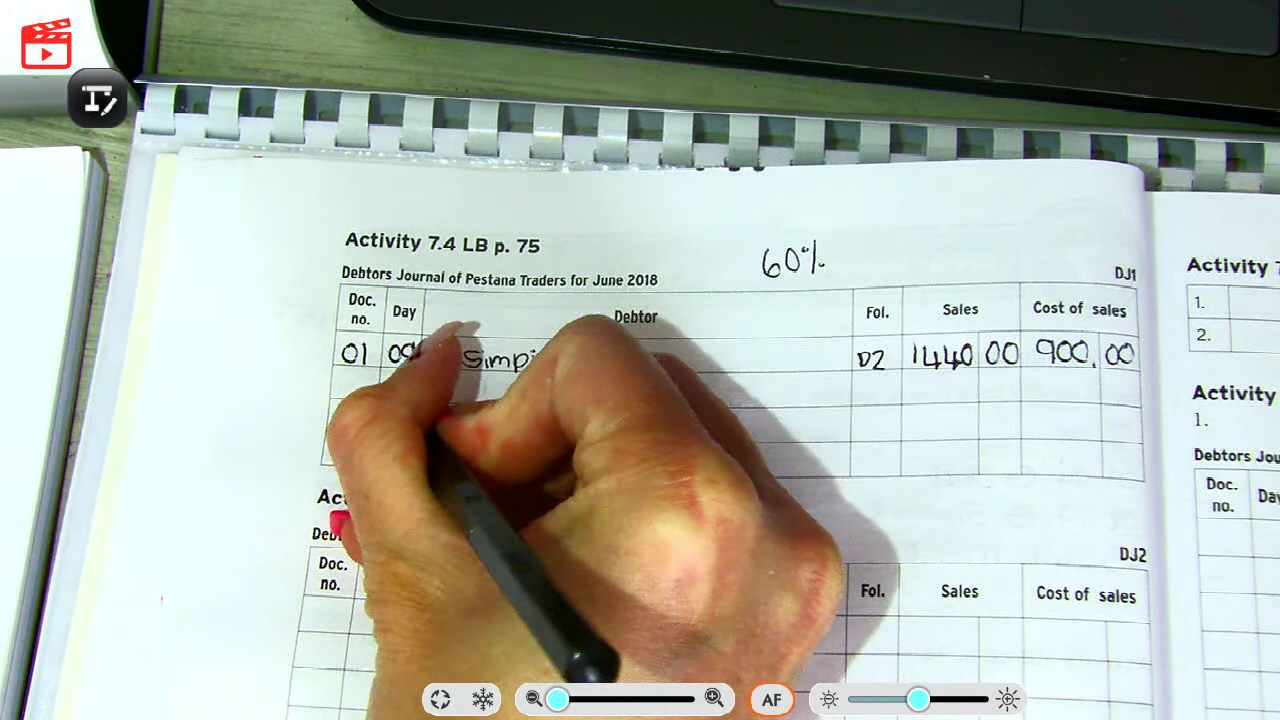 Activity 7.4 LB p. 75
60%
Debtors Journal of Pestana Traders for June 2018
DJ1
Doc. no. Day Debtor Fol. Sales Cost of sales
01 D2 1440 00 900,00
DJ2
Doc. no. Fol. Sales Cost of sales
Activity
1.
2.
Activity
1.
Doc. no.
AF